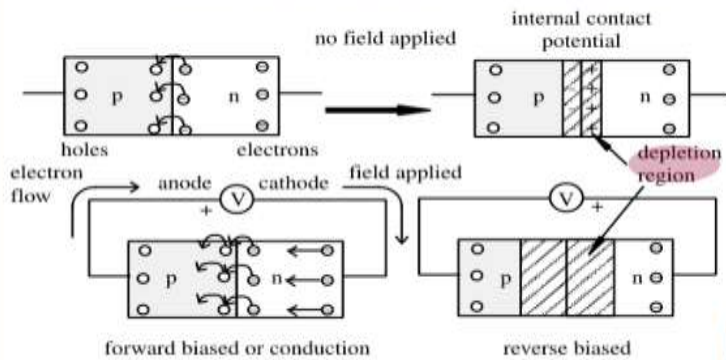 no field applied
internal contact
potential
p
n
p
n
holes
electrons
depletion
region
electron
flow
anode
cathode
field applied
+
V
V
+
p
n
p
n
forward biased or conduction
reverse biased